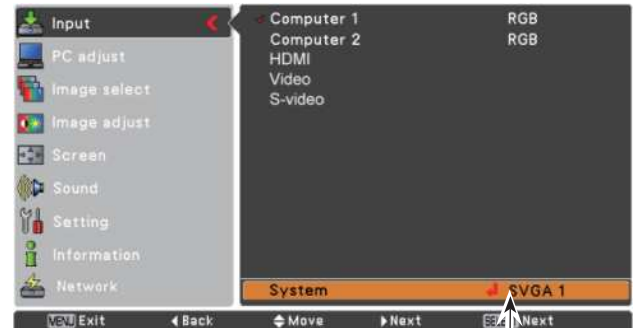 Input
PC adjust
Image select
Image adjust
Screen
Sound
Setting
Information
Network
Computer 1 RGB
Computer 2 RGB
HDMI
Video
S-video
System SVGA 1
MENU Exit Back Move Next Next